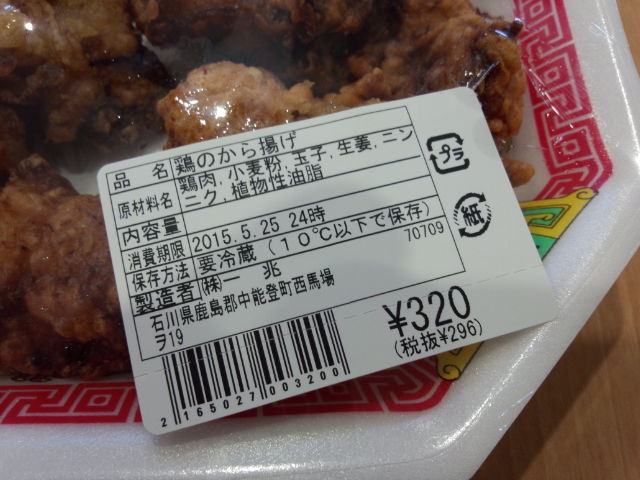 品名 鶏のから揚げ
原材料名 鶏肉, 小麦粉, 玉子, 生姜, ニン
ニク, 植物性油脂
内容量
消費期限 2015.5.25 24時
保存方法 要冷蔵（10℃以下で保存）
製造者 ㈱一兆 70709
石川県鹿島郡中能登町西馬場
ヲ19
プラ
紙
¥320
(税抜¥296)
2165027003200